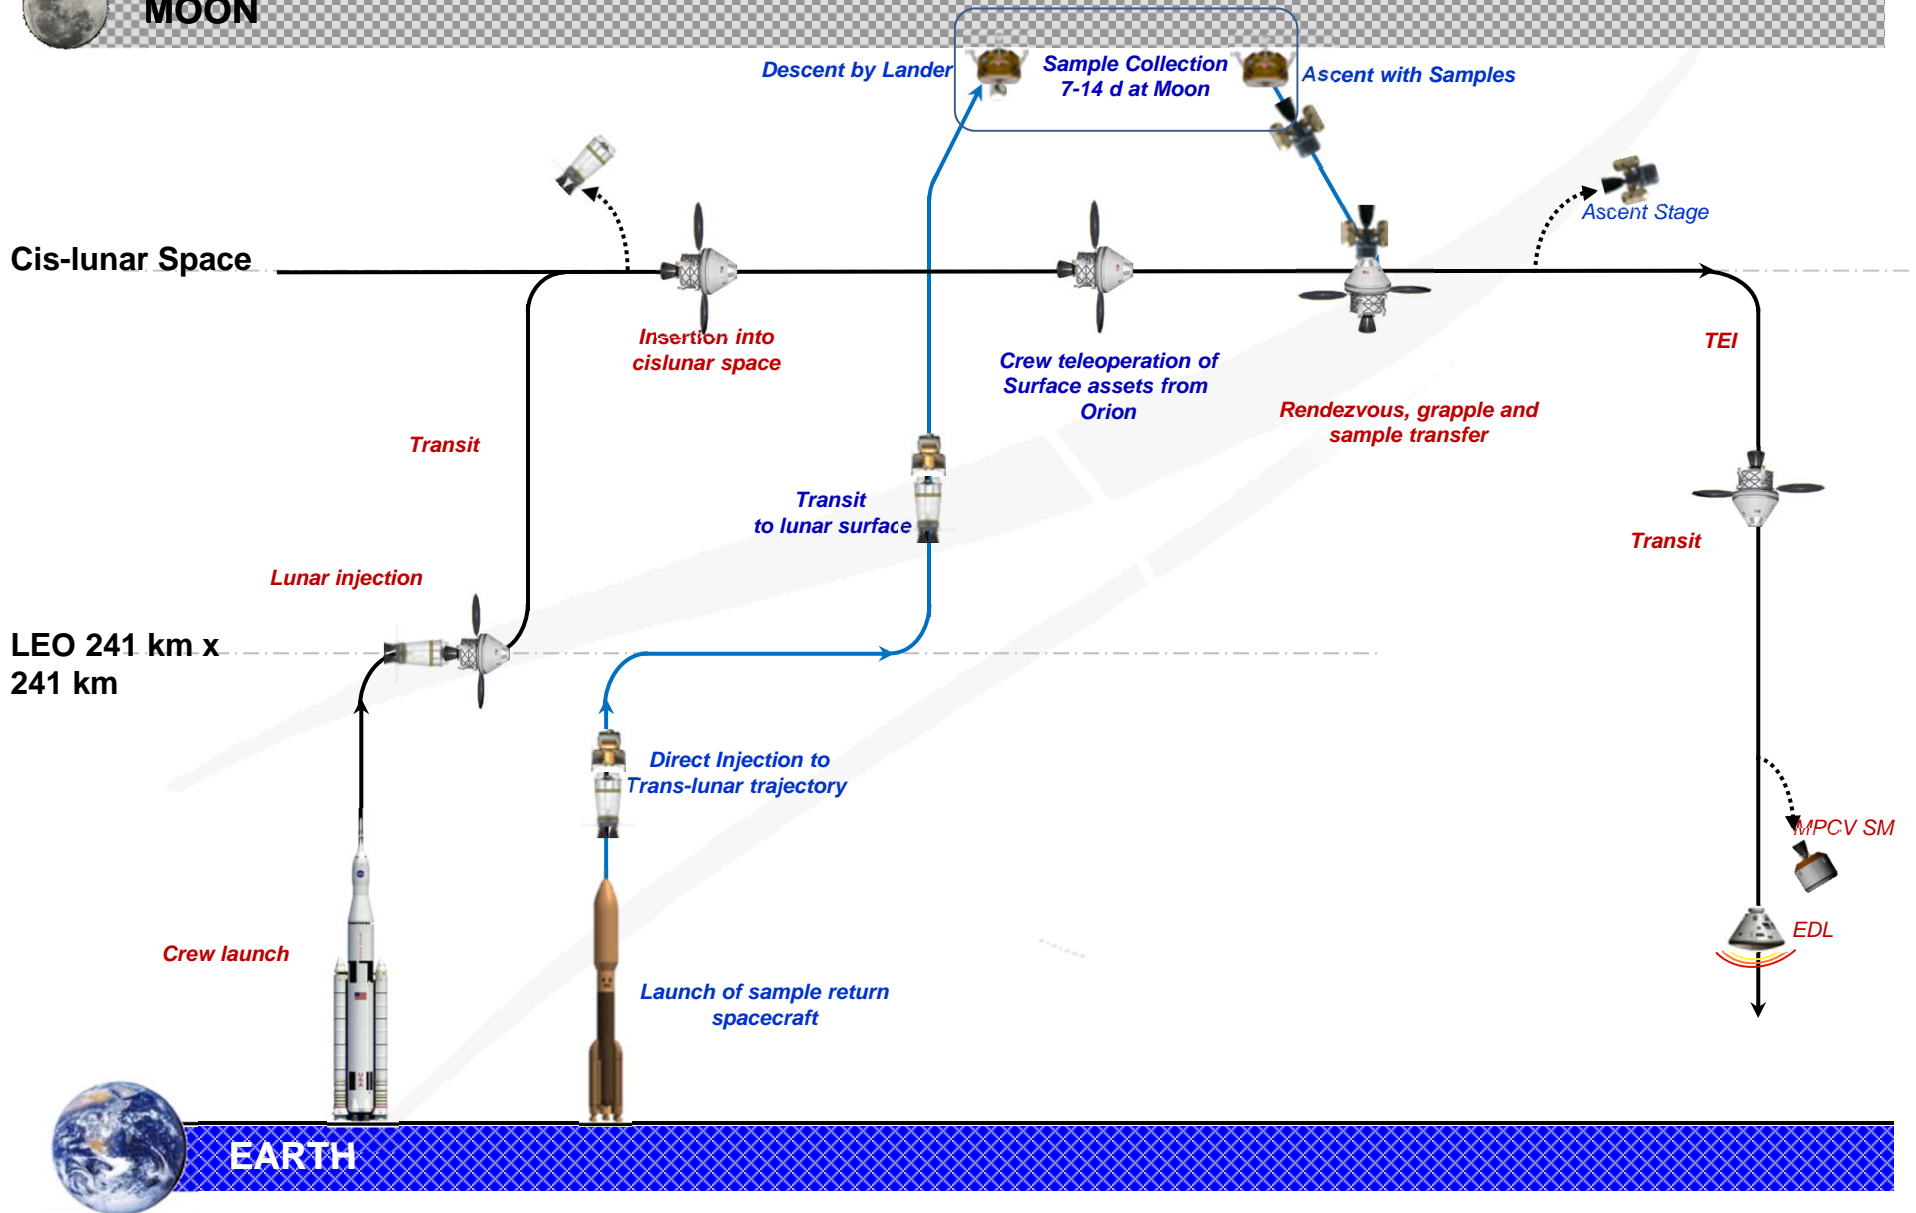 MOON
Descent by Lander
Sample Collection
7-14 d at Moon
Ascent with Samples
Ascent Stage
Cis-lunar Space
Insertion into
cislunar space
Crew teleoperation of
Surface assets from
Orion
TEI
Rendezvous, grapple and
sample transfer
Transit
Transit
to lunar surface
Transit
Lunar injection
LEO 241 km x
241 km
Direct Injection to
Trans-lunar trajectory
MPCV SM
EDL
Crew launch
Launch of sample return
spacecraft
EARTH